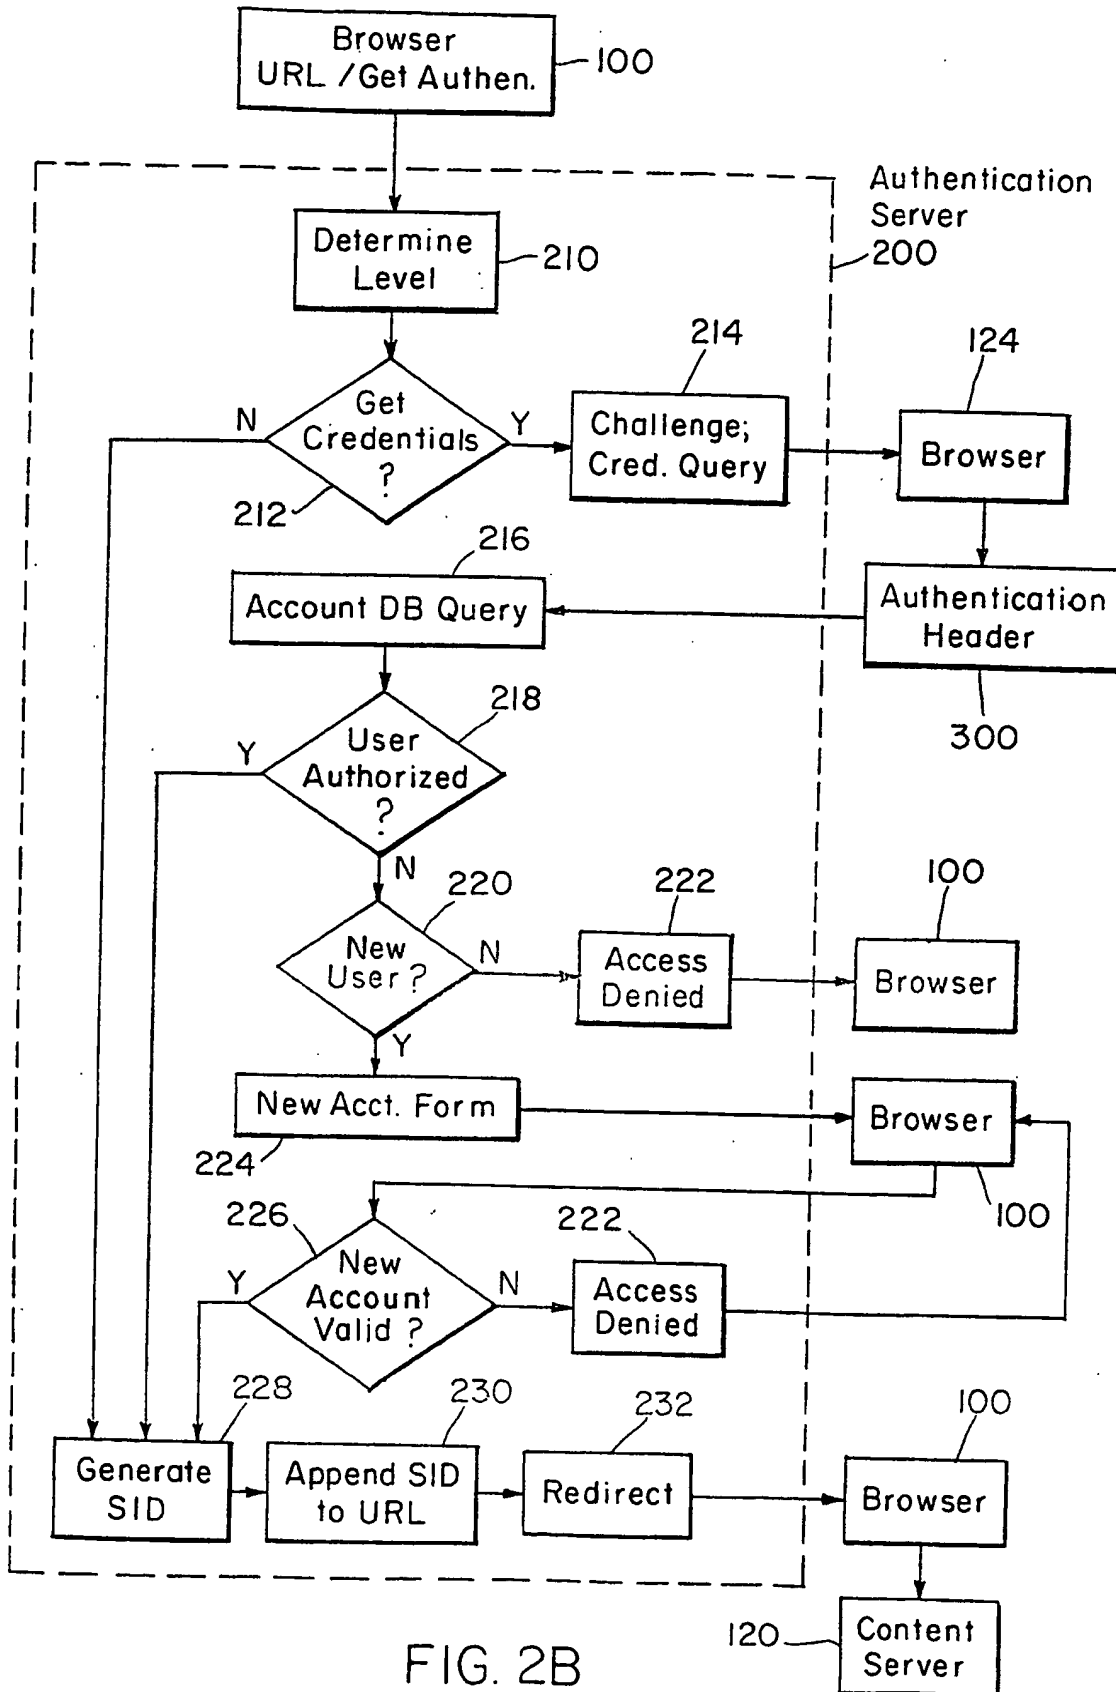 Browser
URL / Get Authen.
100
Authentication
Server
200
Determine
Level
210
214
124
N
Get
Credentials
?
Y
212
Challenge;
Cred. Query
Browser
216
Account DB Query
Authentication
Header
300
218
Y
User
Authorized
?
N
220
222
100
New
User ?
N
Access
Denied
Browser
Y
New Acct. Form
224
Browser
100
226
222
Y
New
Account
Valid ?
N
Access
Denied
228
230
232
100
Generate
SID
Append SID
to URL
Redirect
Browser
120
Content
Server
FIG. 2B